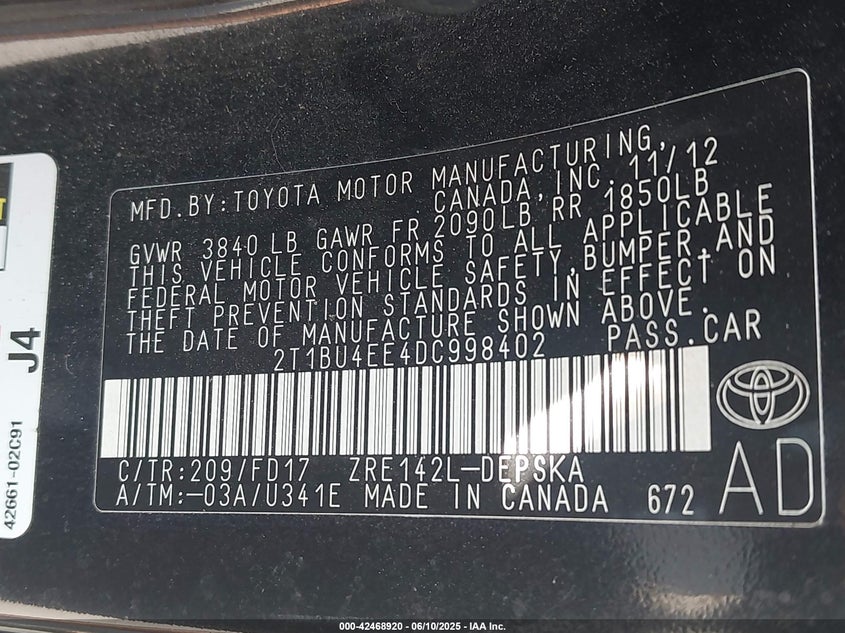 MFD.BY:TOYOTA MOTOR MANUFACTURING,
CANADA,INC. 11/12
GVWR 3840 LB GAWR FR 2090LB RR 1850LB
THIS VEHICLE CONFORMS TO ALL APPLICABLE
FEDERAL MOTOR VEHICLE SAFETY,BUMPER,AND
THEFT PREVENTION STANDARDS IN EFFECT ON
THE DATE OF MANUFACTURE SHOWN ABOVE.
2T1BU4EE4DC998402 PASS.CAR
C/TR:209/FD17 ZRE142L-DEPSKA
A/TM:-03A/U341E MADE IN CANADA 672
AD
J4
42661-02C91
000-42468920 - 06/10/2025 - IAA Inc.